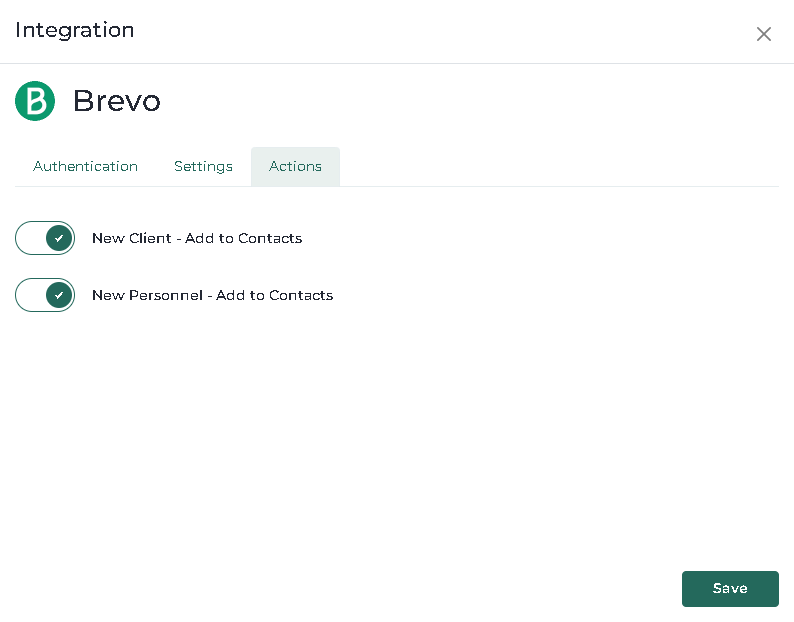 Integration
B Brevo
Authentication Settings Actions
New Client - Add to Contacts
New Personnel - Add to Contacts
Save